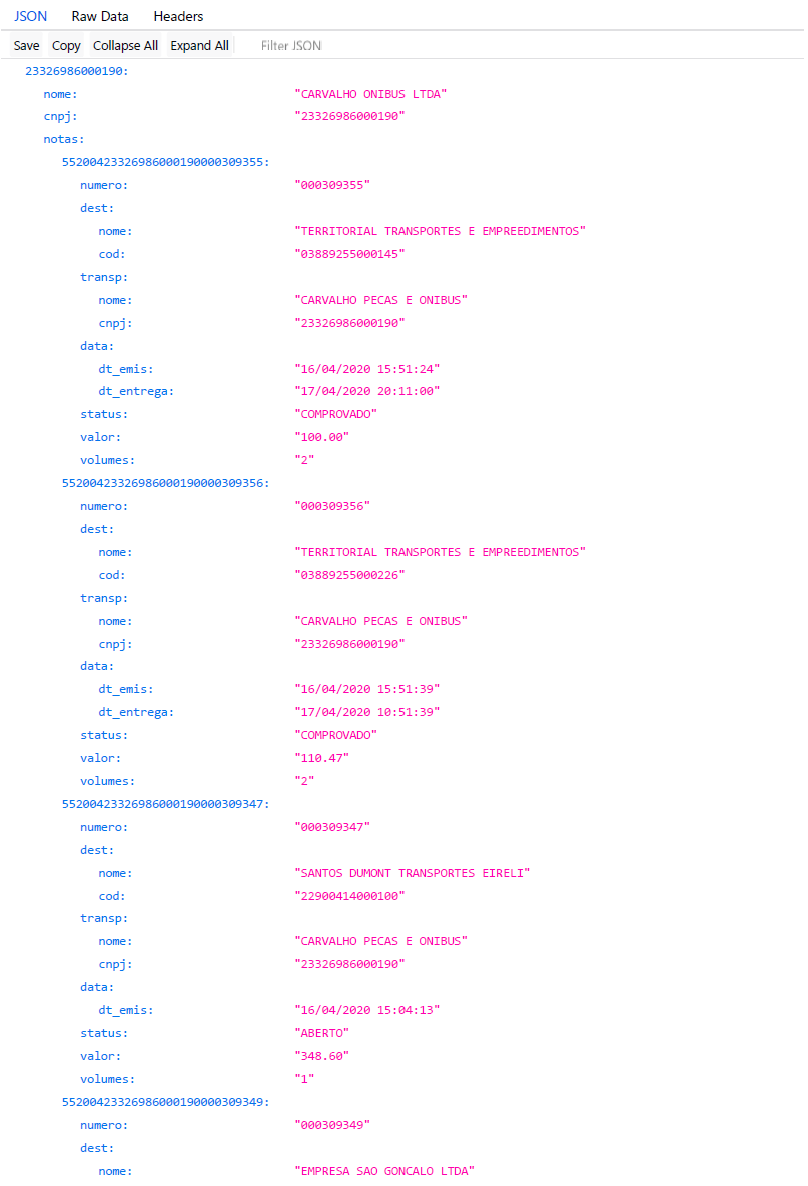 JSON Raw Data Headers
Save Copy Collapse All Expand All Filter JSON
23326986000190:
nome: "CARVALHO ONIBUS LTDA"
cnpj: "23326986000190"
notas:
55200423326986000190000309355:
numero: "000309355"
dest:
nome: "TERRITORIAL TRANSPORTES E EMPREEDIMENTOS"
cod: "03889255000145"
transp:
nome: "CARVALHO PECAS E ONIBUS"
cnpj: "23326986000190"
data:
dt_emis: "16/04/2020 15:51:24"
dt_entrega: "17/04/2020 20:11:00"
status: "COMPROVADO"
valor: "100.00"
volumes: "2"
55200423326986000190000309356:
numero: "000309356"
dest:
nome: "TERRITORIAL TRANSPORTES E EMPREEDIMENTOS"
cod: "03889255000226"
transp:
nome: "CARVALHO PECAS E ONIBUS"
cnpj: "23326986000190"
data:
dt_emis: "16/04/2020 15:51:39"
dt_entrega: "17/04/2020 10:51:39"
status: "COMPROVADO"
valor: "110.47"
volumes: "2"
55200423326986000190000309347:
numero: "000309347"
dest:
nome: "SANTOS DUMONT TRANSPORTES EIRELI"
cod: "22900414000100"
transp:
nome: "CARVALHO PECAS E ONIBUS"
cnpj: "23326986000190"
data:
dt_emis: "16/04/2020 15:04:13"
status: "ABERTO"
valor: "348.60"
volumes: "1"
55200423326986000190000309349:
numero: "000309349"
dest:
nome: "EMPRESA SAO GONCALO LTDA"